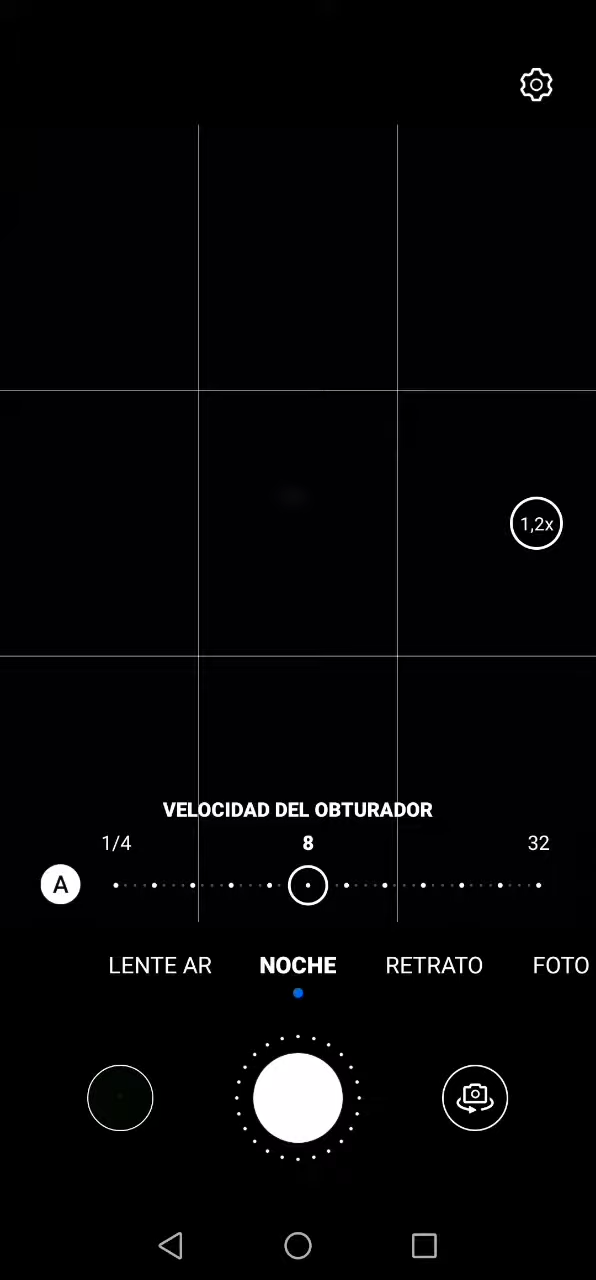 1,2x
VELOCIDAD DEL OBTURADOR
1/4 8 32
A
LENTE AR NOCHE RETRATO FOTO